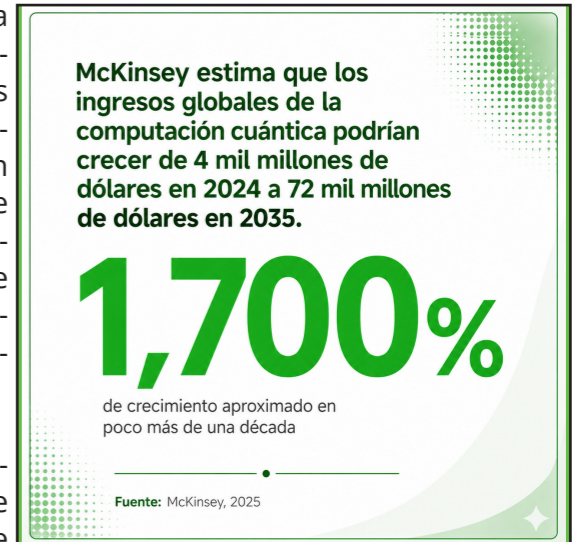 McKinsey estima que los
ingresos globales de la
computación cuántica podrían
crecer de 4 mil millones de
dólares en 2024 a 72 mil millones
de dólares en 2035.
1,700%
de crecimiento aproximado en
poco más de una década
Fuente: McKinsey, 2025